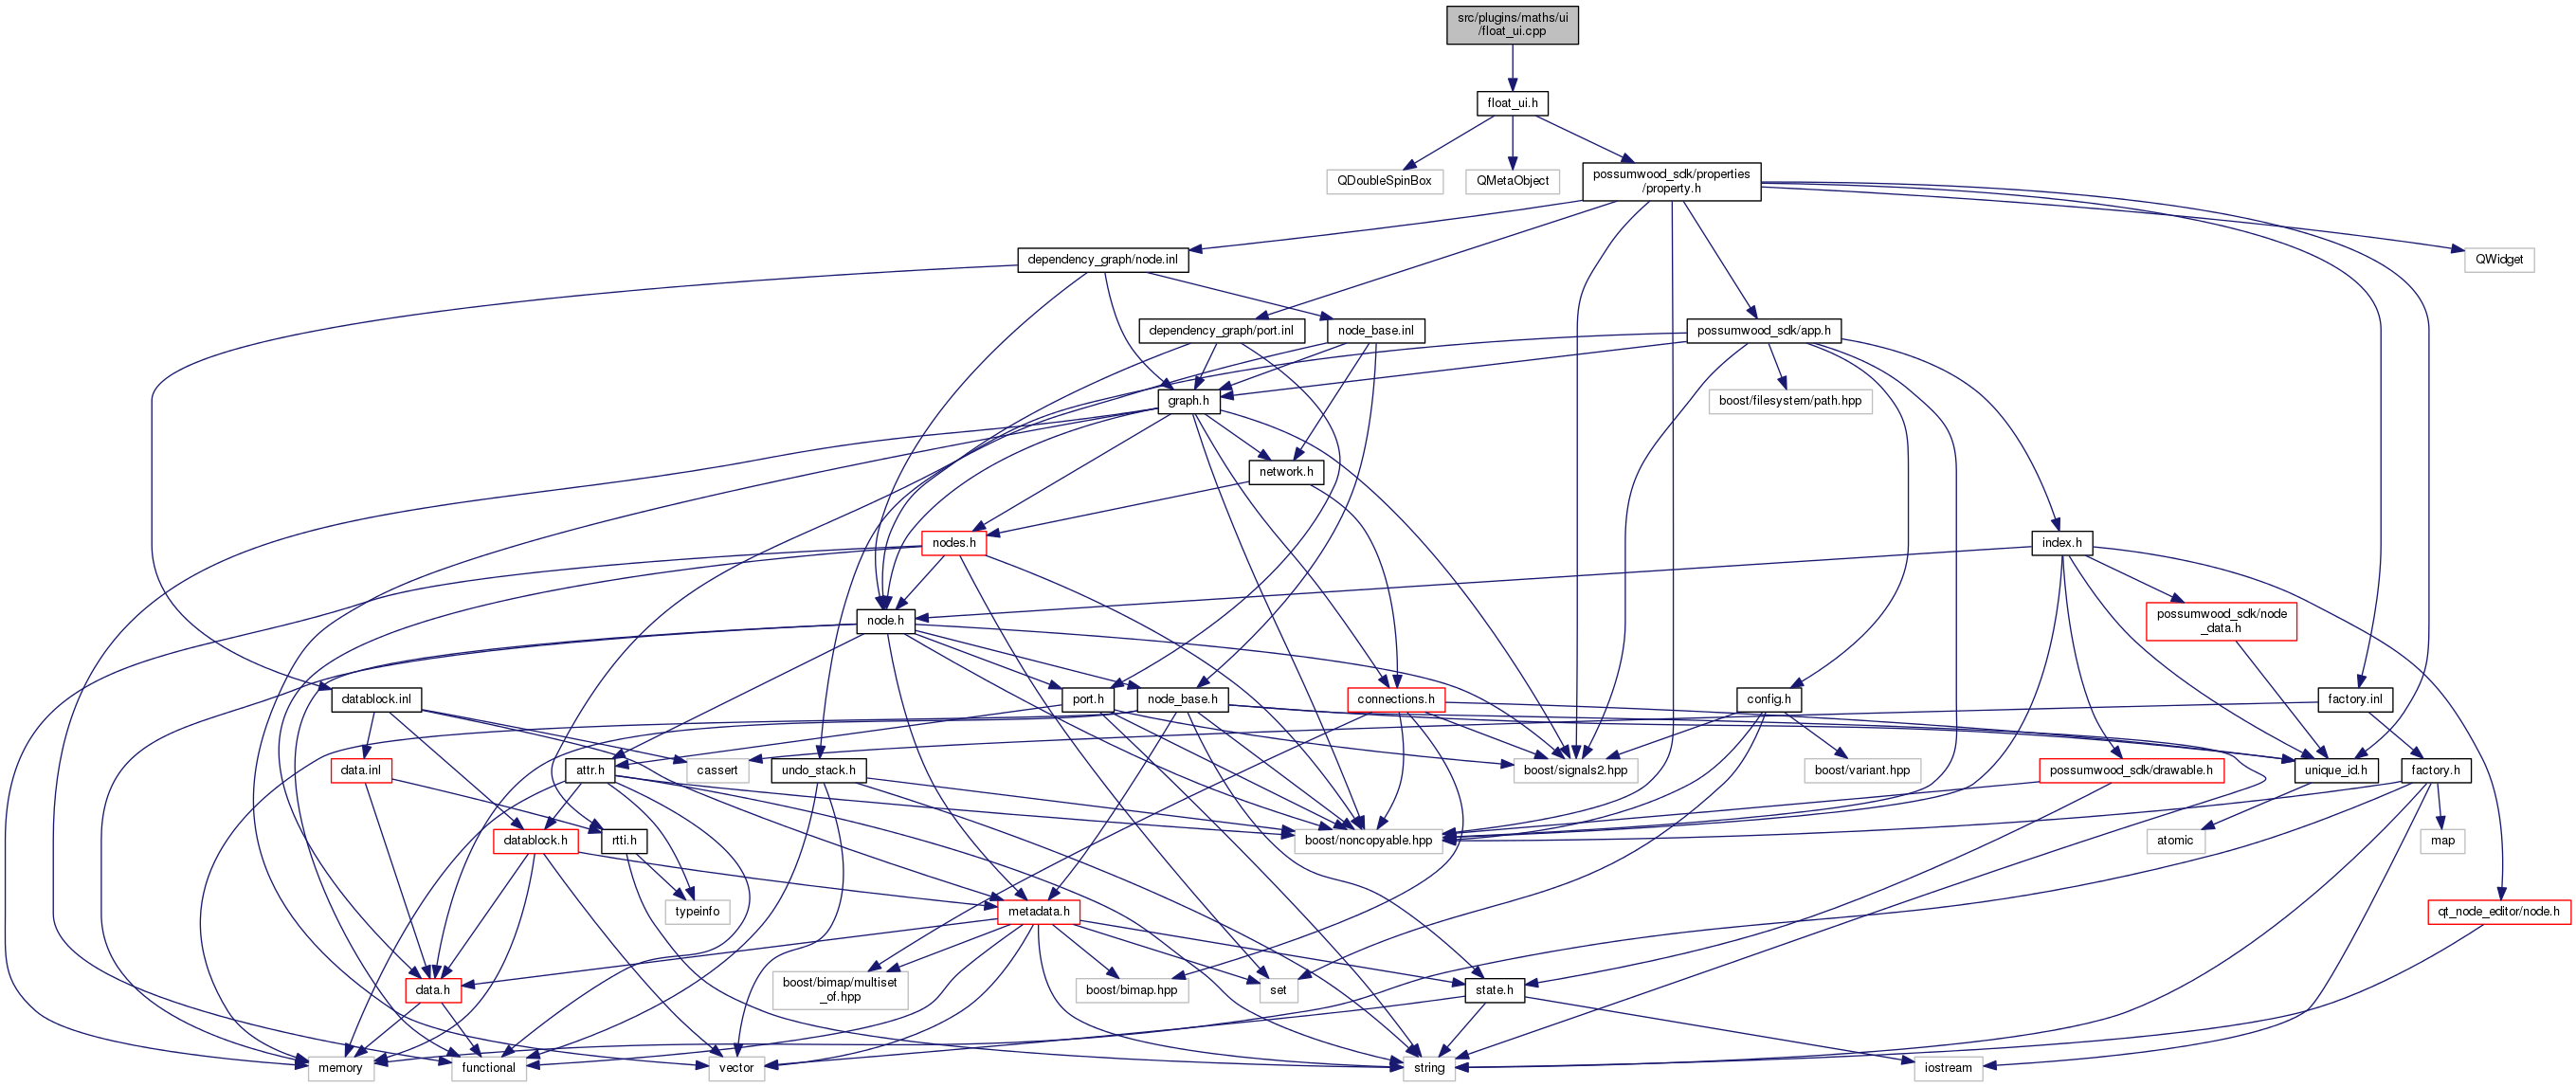 src/plugins/maths/ui
/float_ui.cpp
float_ui.h
QDoubleSpinBox
QMetaObject
possumwood_sdk/properties
/property.h
dependency_graph/node.inl
QWidget
dependency_graph/port.inl
node_base.inl
possumwood_sdk/app.h
graph.h
boost/filesystem/path.hpp
network.h
nodes.h
index.h
node.h
possumwood_sdk/node
_data.h
datablock.inl
port.h
node_base.h
connections.h
config.h
factory.inl
data.inl
attr.h
cassert
undo_stack.h
boost/signals2.hpp
boost/variant.hpp
possumwood_sdk/drawable.h
unique_id.h
factory.h
datablock.h
rtti.h
boost/noncopyable.hpp
atomic
map
typeinfo
metadata.h
qt_node_editor/node.h
data.h
boost/bimap/multiset
_of.hpp
boost/bimap.hpp
set
state.h
memory
functional
vector
string
iostream